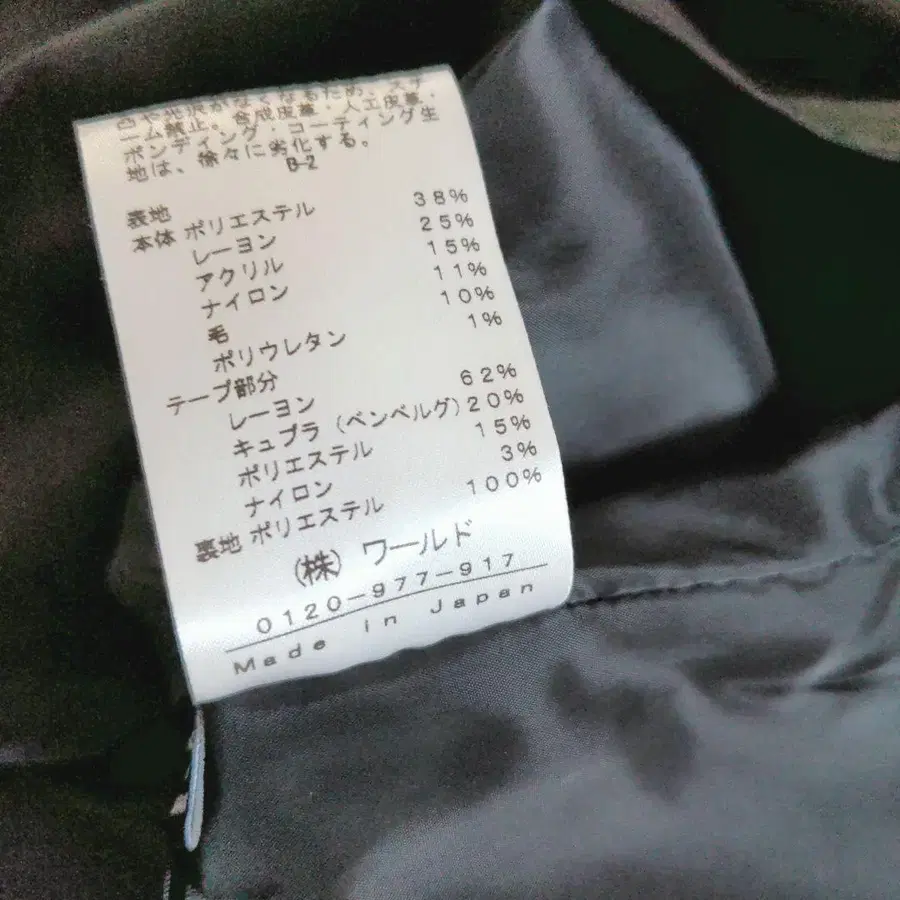 色や光沢がなくなるため、スチ
ーム禁止。合成皮革・人工皮革・
ボンディング・コーディング生
地は、徐々に劣化する。
B-2
表地
本体 ポリエステル 38%
レーヨン 25%
アクリル 15%
ナイロン 11%
毛 10%
ポリウレタン 1%
テープ部分
レーヨン 62%
キュプラ (ベンベルグ) 20%
ポリエステル 15%
ナイロン 3%
裏地 ポリエステル 100%
(株) ワールド
0120-977-917
Made in Japan